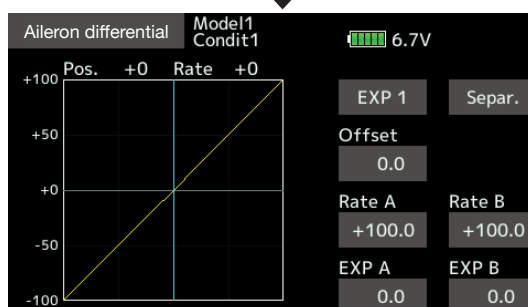 Aileron differential
Model1
Condit1
6.7V
Pos. +0 Rate +0
+100
+50
+0
-50
-100
EXP 1
Separ.
Offset
0.0
Rate A
Rate B
+100.0
+100.0
EXP A
EXP B
0.0
0.0